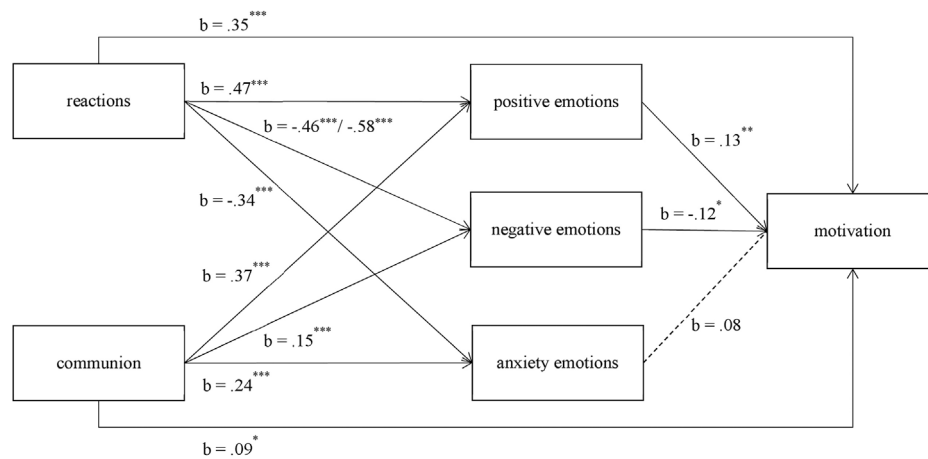 b = .35***
reactions
b = .47***
positive emotions
b = -.46***/ -.58***
b = .13**
b = -.34***
b = -.12*
negative emotions
motivation
b = .37***
b = .15***
b = .08
communion
anxiety emotions
b = .24***
b = .09*